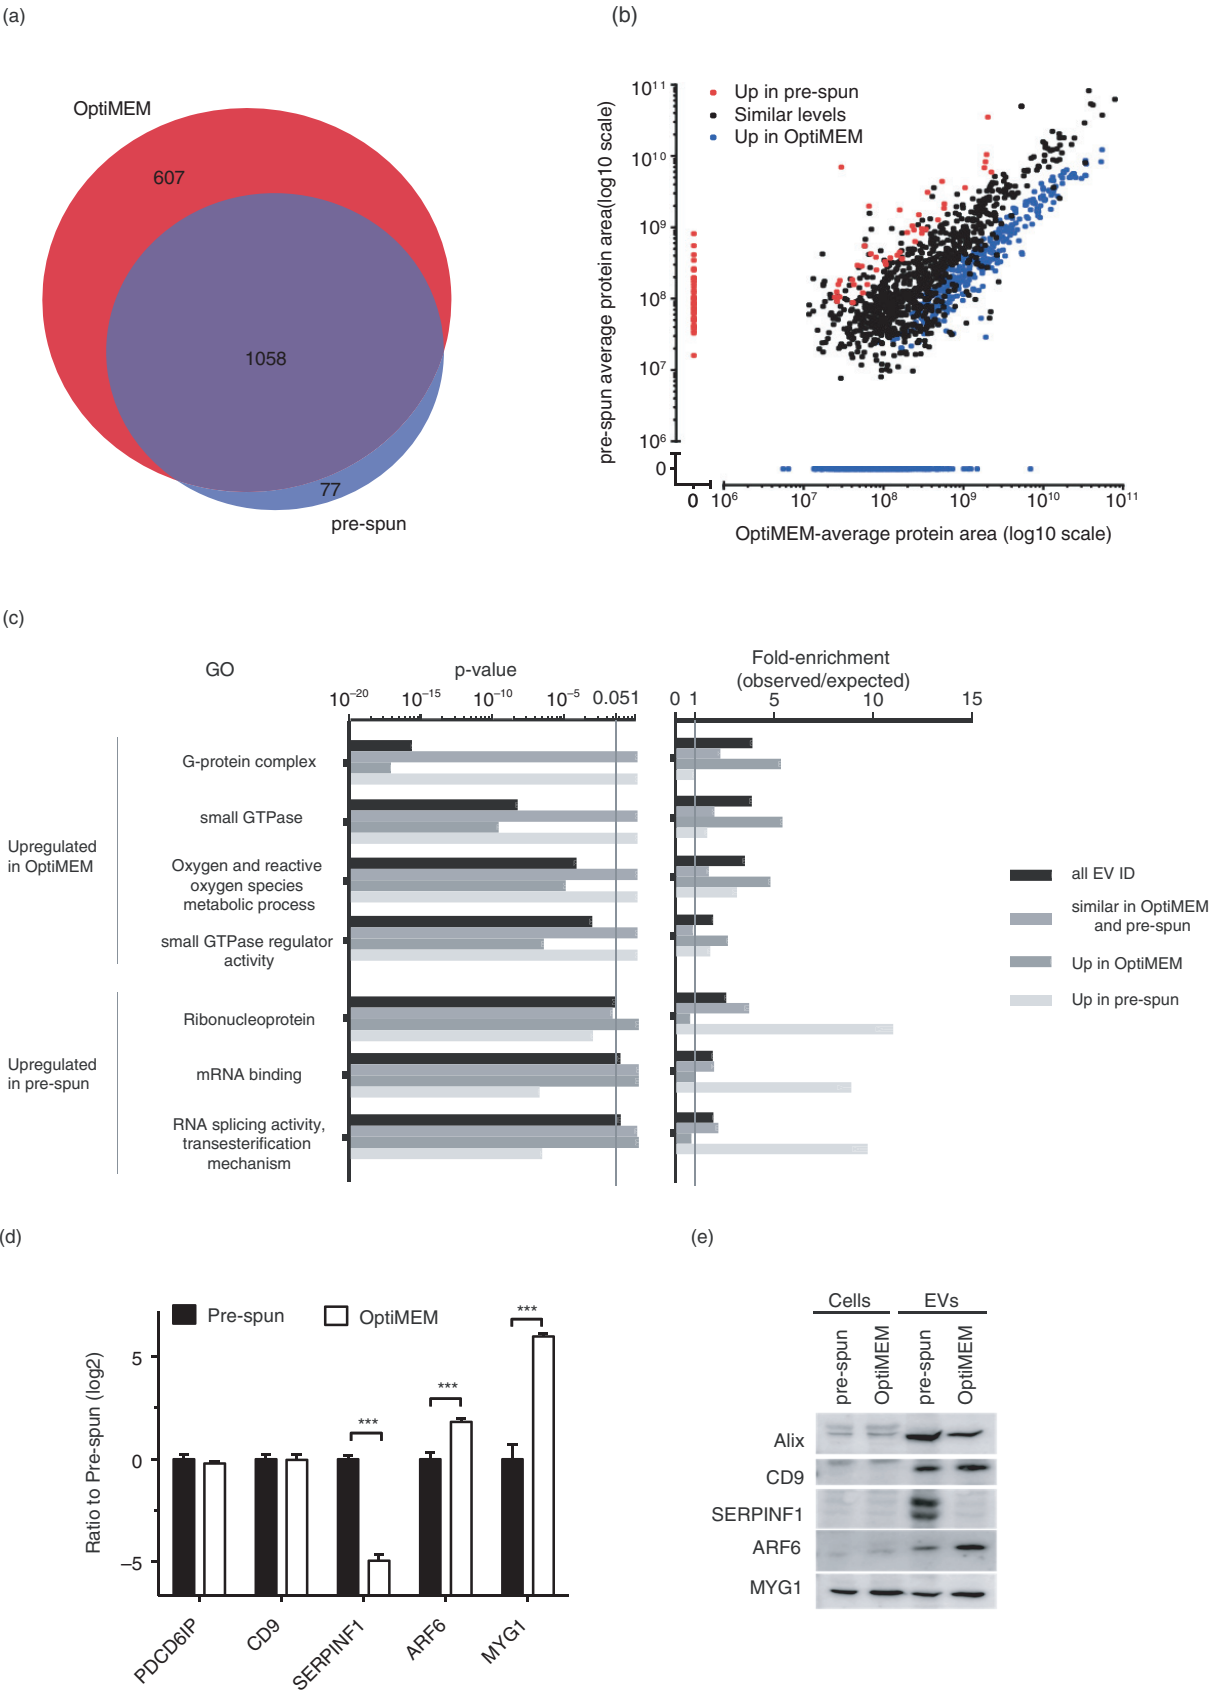 (a)
OptiMEM
607
1058
77
pre-spun
(b)
Up in pre-spun
Similar levels
Up in OptiMEM
pre-spun average protein area(log10 scale)
10¹¹
10¹⁰
10⁹
10⁸
10⁷
10⁶
0
0 10⁶ 10⁷ 10⁸ 10⁹ 10¹⁰ 10¹¹
OptiMEM-average protein area (log10 scale)
(c)
GO
p-value
10⁻²⁰ 10⁻¹⁵ 10⁻¹⁰ 10⁻⁵ 0.051
Fold-enrichment
(observed/expected)
0 1 5 10 15
Upregulated
in OptiMEM
G-protein complex
small GTPase
Oxygen and reactive
oxygen species
metabolic process
small GTPase regulator
activity
Upregulated
in pre-spun
Ribonucleoprotein
mRNA binding
RNA splicing activity,
transesterification
mechanism
all EV ID
similar in OptiMEM
and pre-spun
Up in OptiMEM
Up in pre-spun
(d)
Pre-spun
OptiMEM
Ratio to Pre-spun (log2)
5
0
−5
***
***
***
PDCD6IP
CD9
SERPINF1
ARF6
MYG1
(e)
Cells EVs
pre-spun
OptiMEM
pre-spun
OptiMEM
Alix
CD9
SERPINF1
ARF6
MYG1